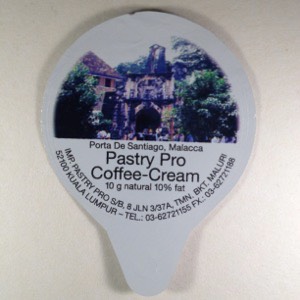 Porta De Santiago, Malacca
Pastry Pro
Coffee-Cream
10 g natural 10% fat
IMP. PASTRY PRO S/B, 8 JLN 3/37A, TMN. BKT. MALURI
52100 KUALA LUMPUR – TEL.: 03-62721155 FX.: 03-62721188